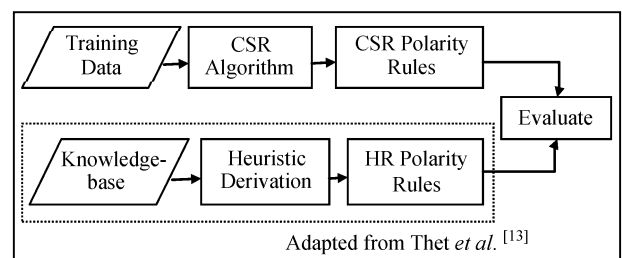 Training
Data
CSR
Algorithm
CSR Polarity
Rules
Evaluate
Knowledge-
base
Heuristic
Derivation
HR Polarity
Rules
Adapted from Thet et al. [13]